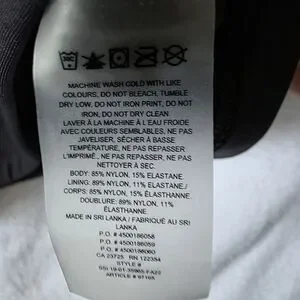 MACHINE WASH COLD WITH LIKE
COLOURS, DO NOT BLEACH, TUMBLE
DRY LOW, DO NOT IRON PRINT, DO NOT
IRON, DO NOT DRY CLEAN.
LAVER À LA MACHINE À L'EAU FROIDE
AVEC COULEURS SEMBLABLES, NE PAS
JAVELISER, SÉCHER À BASSE
TEMPÉRATURE, NE PAS REPASSER
L'IMPRIMÉ., NE PAS REPASSER, NE PAS
NETTOYER À SEC.
BODY: 85% NYLON, 15% ELASTANE.
LINING: 89% NYLON, 11% ELASTANE./
CORPS: 85% NYLON, 15% ÉLASTHANNE.
DOUBLURE: 89% NYLON, 11%
ÉLASTHANNE.
MADE IN SRI LANKA / FABRIQUÉ AU SRI
LANKA
P.O. # 4500186058
P.O. # 4500186059
P.O. # 4500186060
CA 23725 RN 122354
STYLE #
FA22
ARTICLE #